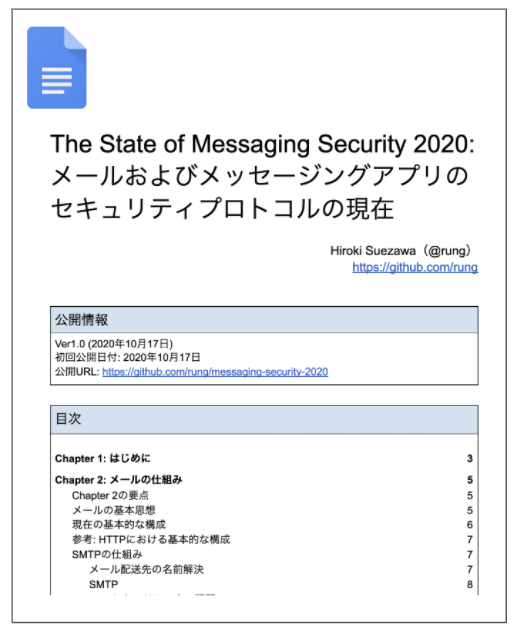 The State of Messaging Security 2020:
メールおよびメッセージングアプリの
セキュリティプロトコルの現在
Hiroki Suezawa（@rung）
https://github.com/rung
公開情報
Ver1.0 (2020年10月17日)
初回公開日付: 2020年10月17日
公開URL: https://github.com/rung/messaging-security-2020
目次
Chapter 1: はじめに 3
Chapter 2: メールの仕組み 5
Chapter 2の要点 5
メールの基本思想 5
現在の基本的な構成 6
参考: HTTPにおける基本的な構成 7
SMTPの仕組み 7
メール配送先の名前解決 7
SMTP 8